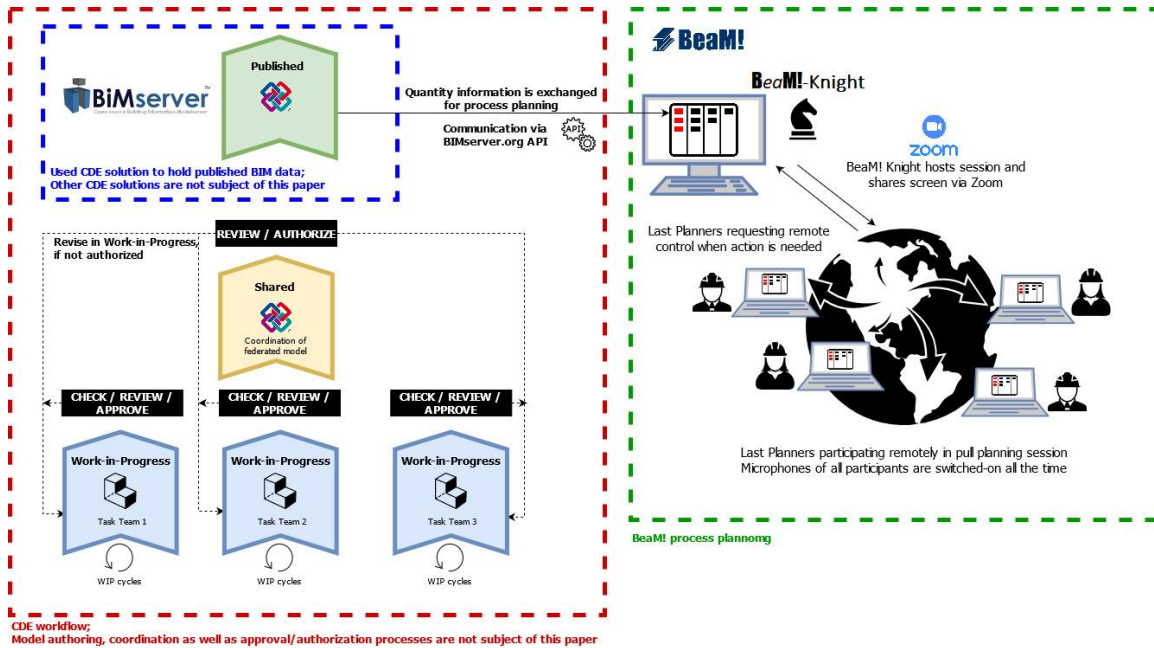 Published
BiMserver
TM
Open source Building Information Modelserver
Used CDE solution to hold published BIM data;
Other CDE solutions are not subject of this paper
Quantity information is exchanged
for process planning
Communication via
BIMserver.org API
API
BeaM!
BeaM!-Knight
zoom
BeaM! Knight hosts session and
shares screen via Zoom
Last Planners requesting remote
control when action is needed
Last Planners participating remotely in pull planning session
Microphones of all participants are switched-on all the time
BeaM! process plannomg
REVIEW / AUTHORIZE
Revise in Work-in-Progress,
if not authorized
Shared
Coordination of
federated model
CHECK / REVIEW /
APPROVE
CHECK / REVIEW /
APPROVE
CHECK / REVIEW /
APPROVE
Work-in-Progress
Task Team 1
WIP cycles
Work-in-Progress
Task Team 2
WIP cycles
Work-in-Progress
Task Team 3
WIP cycles
CDE workflow;
Model authoring, coordination as well as approval/authorization processes are not subject of this paper